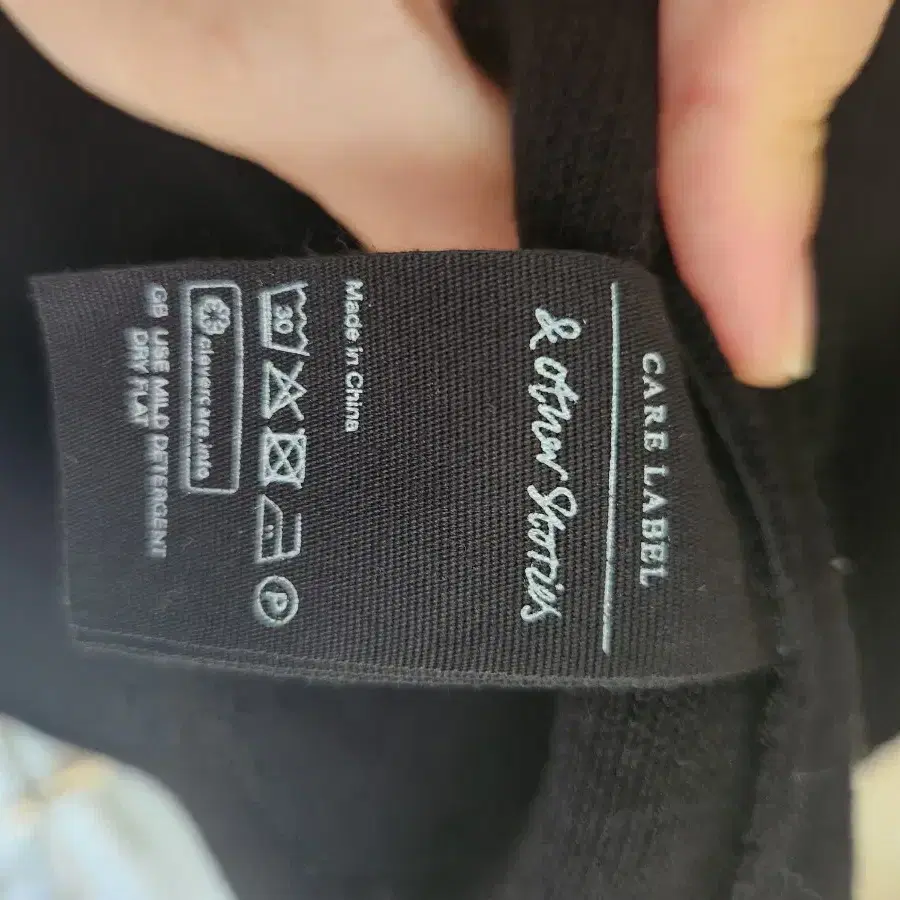 CARE LABEL
& other Stories
Made in China
30
P
clevercare.info
GB USE MILD DETERGENT
DRY FLAT